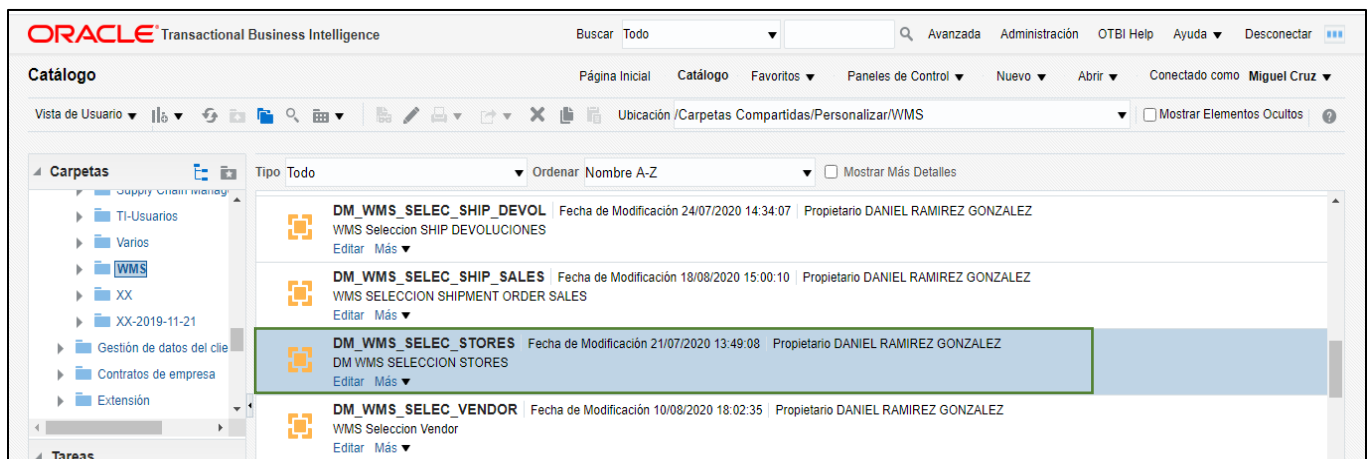 ORACLE Transactional Business Intelligence Buscar Todo Avanzada Administración OTBI Help Ayuda Desconectar
Catálogo Página Inicial Catálogo Favoritos Paneles de Control Nuevo Abrir Conectado como Miguel Cruz
Vista de Usuario Ubicación /Carpetas Compartidas/Personalizar/WMS Mostrar Elementos Ocultos
Carpetas Tipo Todo Ordenar Nombre A-Z Mostrar Más Detalles
Supply Chain Manag
TI-Usuarios
Varios
WMS
XX
XX-2019-11-21
Gestión de datos del clie
Contratos de empresa
Extensión
Tareas
DM_WMS_SELEC_SHIP_DEVOL Fecha de Modificación 24/07/2020 14:34:07 Propietario DANIEL RAMIREZ GONZALEZ
WMS Seleccion SHIP DEVOLUCIONES
Editar Más
DM_WMS_SELEC_SHIP_SALES Fecha de Modificación 18/08/2020 15:00:10 Propietario DANIEL RAMIREZ GONZALEZ
WMS SELECCION SHIPMENT ORDER SALES
Editar Más
DM_WMS_SELEC_STORES Fecha de Modificación 21/07/2020 13:49:08 Propietario DANIEL RAMIREZ GONZALEZ
DM WMS SELECCION STORES
Editar Más
DM_WMS_SELEC_VENDOR Fecha de Modificación 10/08/2020 18:02:35 Propietario DANIEL RAMIREZ GONZALEZ
WMS Seleccion Vendor
Editar Más